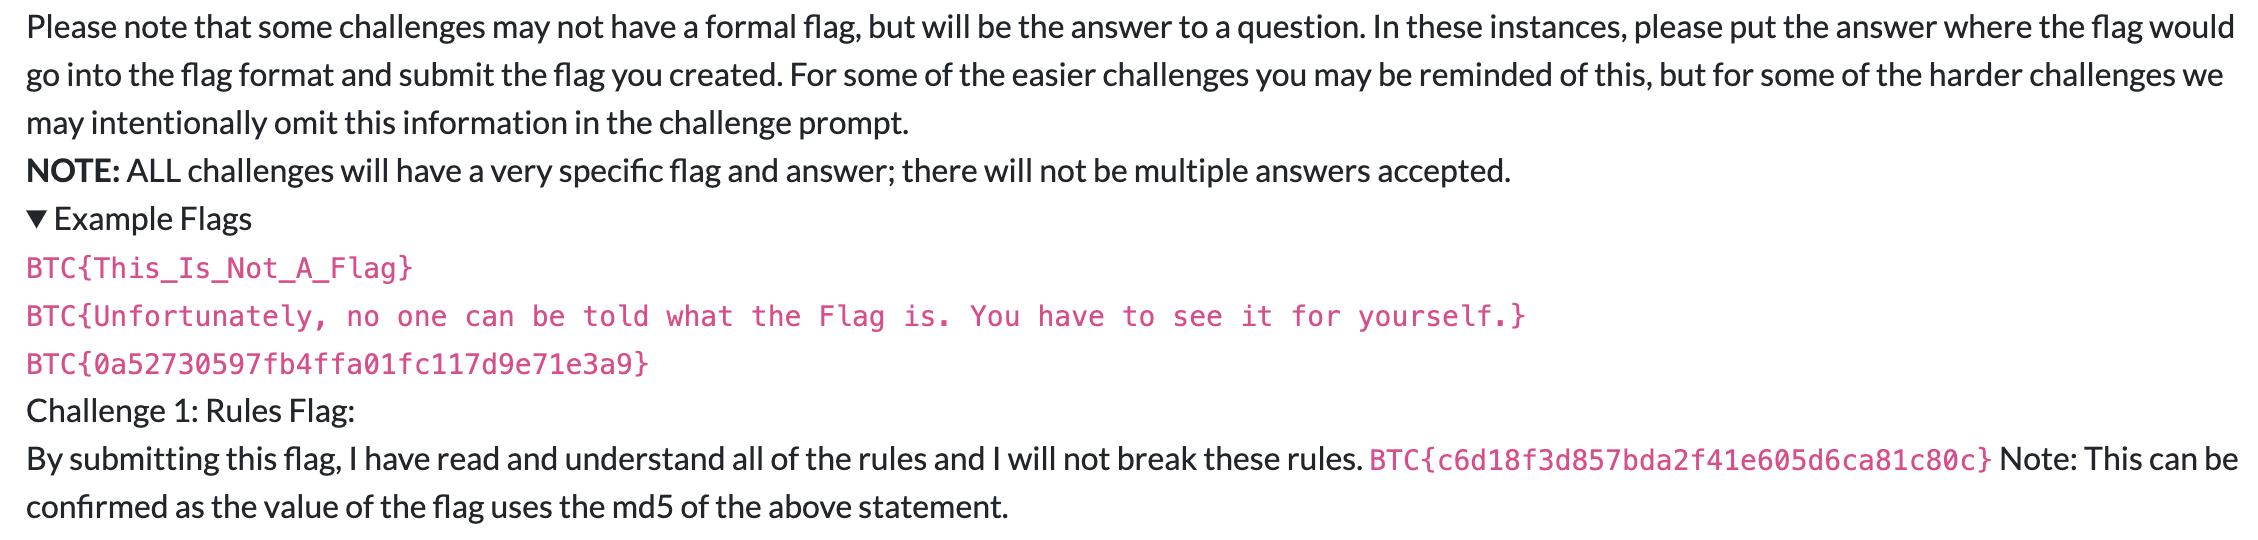 Please note that some challenges may not have a formal flag, but will be the answer to a question. In these instances, please put the answer where the flag would
go into the flag format and submit the flag you created. For some of the easier challenges you may be reminded of this, but for some of the harder challenges we
may intentionally omit this information in the challenge prompt.
NOTE: ALL challenges will have a very specific flag and answer; there will not be multiple answers accepted.
▼ Example Flags
BTC{This_Is_Not_A_Flag}
BTC{Unfortunately, no one can be told what the Flag is. You have to see it for yourself.}
BTC{0a52730597fb4ffa01fc117d9e71e3a9}
Challenge 1: Rules Flag:
By submitting this flag, I have read and understand all of the rules and I will not break these rules. BTC{c6d18f3d857bda2f41e605d6ca81c80c} Note: This can be
confirmed as the value of the flag uses the md5 of the above statement.